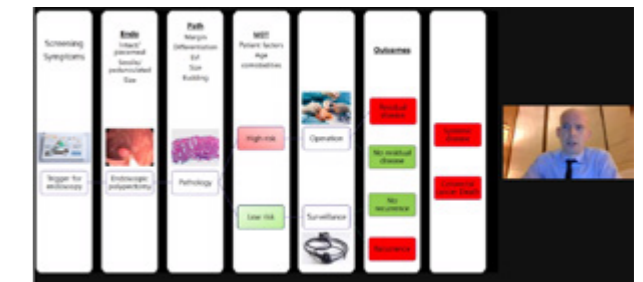 Screening
Symptoms
Trigger for
endoscopy
Endo
Intact/
piecemeal
Sessile/
pedunculated
Size
Endoscopic
polypectomy
Path
Margin
Differentiation
LVI
Size
Budding
Pathology
MDT
Patient factors
Age
comorbidities
High risk
Low risk
Operation
Surveillance
Outcomes
Residual
disease
No residual
disease
No
recurrence
Recurrence
Systemic
disease
cancer Death